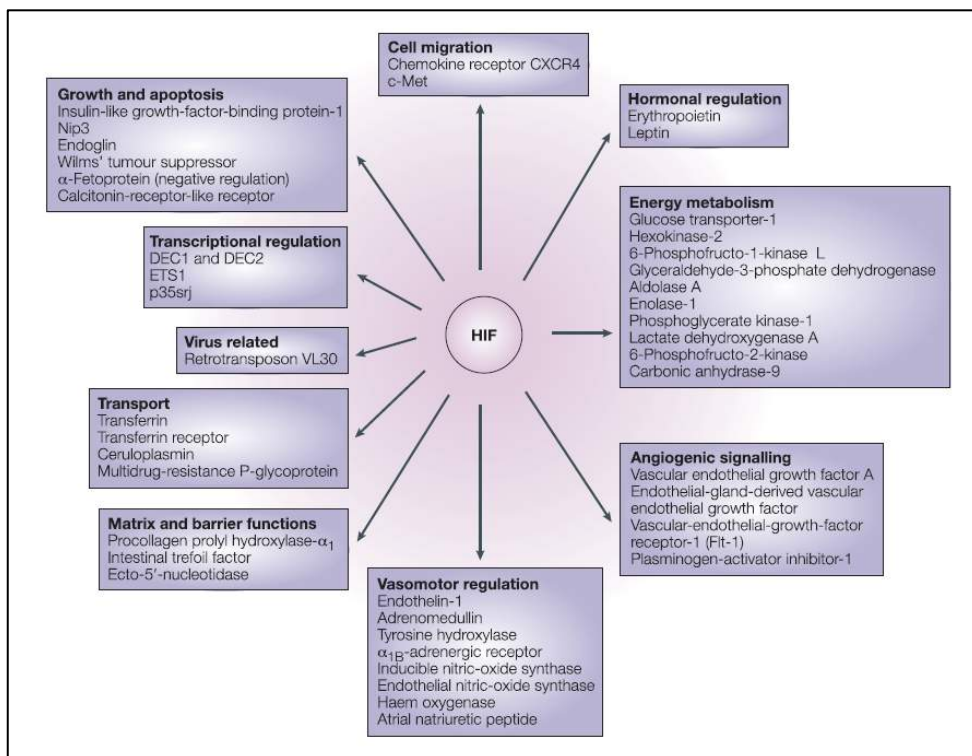 Cell migration
Chemokine receptor CXCR4
c-Met
Growth and apoptosis
Insulin-like growth-factor-binding protein-1
Nip3
Endoglin
Wilms' tumour suppressor
α-Fetoprotein (negative regulation)
Calcitonin-receptor-like receptor
Hormonal regulation
Erythropoietin
Leptin
Transcriptional regulation
DEC1 and DEC2
ETS1
p35srj
Energy metabolism
Glucose transporter-1
Hexokinase-2
6-Phosphofructo-1-kinase L
Glyceraldehyde-3-phosphate dehydrogenase
Aldolase A
Enolase-1
Phosphoglycerate kinase-1
Lactate dehydroxygenase A
6-Phosphofructo-2-kinase
Carbonic anhydrase-9
HIF
Virus related
Retrotransposon VL30
Transport
Transferrin
Transferrin receptor
Ceruloplasmin
Multidrug-resistance P-glycoprotein
Angiogenic signalling
Vascular endothelial growth factor A
Endothelial-gland-derived vascular
endothelial growth factor
Vascular-endothelial-growth-factor
receptor-1 (Flt-1)
Plasminogen-activator inhibitor-1
Matrix and barrier functions
Procollagen prolyl hydroxylase-α1
Intestinal trefoil factor
Ecto-5′-nucleotidase
Vasomotor regulation
Endothelin-1
Adrenomedullin
Tyrosine hydroxylase
α1B-adrenergic receptor
Inducible nitric-oxide synthase
Endothelial nitric-oxide synthase
Haem oxygenase
Atrial natriuretic peptide